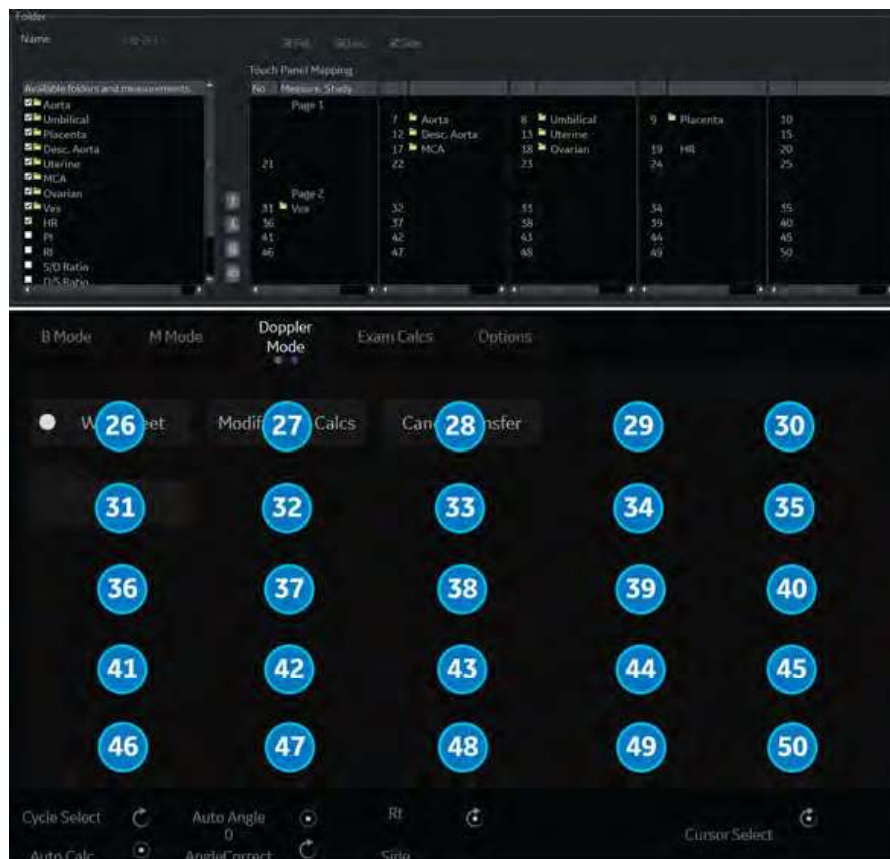 Folder
Name
Touch Panel Mapping
Available folders and measurements
No Measure. Study
Aorta
Umbilical
Placenta
Desc. Aorta
Uterine
MCA
Ovarian
Ves
HR
PI
RI
S/D Ratio
D/S Ratio
Page 1
7 Aorta 8 Umbilical 9 Placenta 10
12 Desc. Aorta 13 Uterine 15
17 MCA 18 Ovarian 19 HR 20
21 22 23 24 25
Page 2
31 Ves 32 33 34 35
36 37 38 39 40
41 42 43 44 45
46 47 48 49 50
B Mode M Mode Doppler Mode Exam Calcs Options
26 27 Calcs 28 29 30
31 32 33 34 35
36 37 38 39 40
41 42 43 44 45
46 47 48 49 50
Cycle Select Auto Angle Rt
0 Cursor Select
Auto Calc AngleCorrect Side